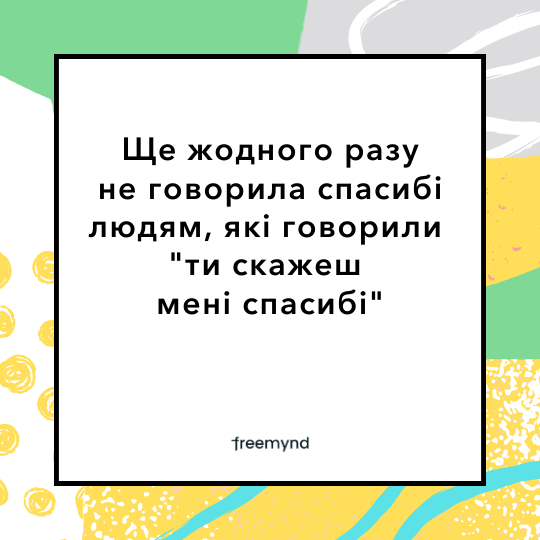 Ще жодного разу
не говорила спасибі
людям, які говорили
"ти скажеш
мені спасибі"
freemynd